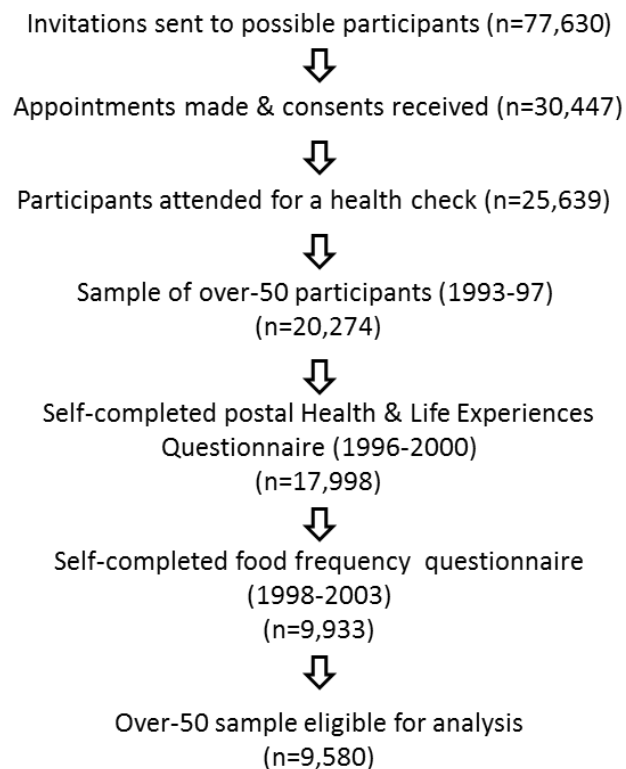 Invitations sent to possible participants (n=77,630)
Appointments made & consents received (n=30,447)
Participants attended for a health check (n=25,639)
Sample of over-50 participants (1993-97)
(n=20,274)
Self-completed postal Health & Life Experiences
Questionnaire (1996-2000)
(n=17,998)
Self-completed food frequency questionnaire
(1998-2003)
(n=9,933)
Over-50 sample eligible for analysis
(n=9,580)